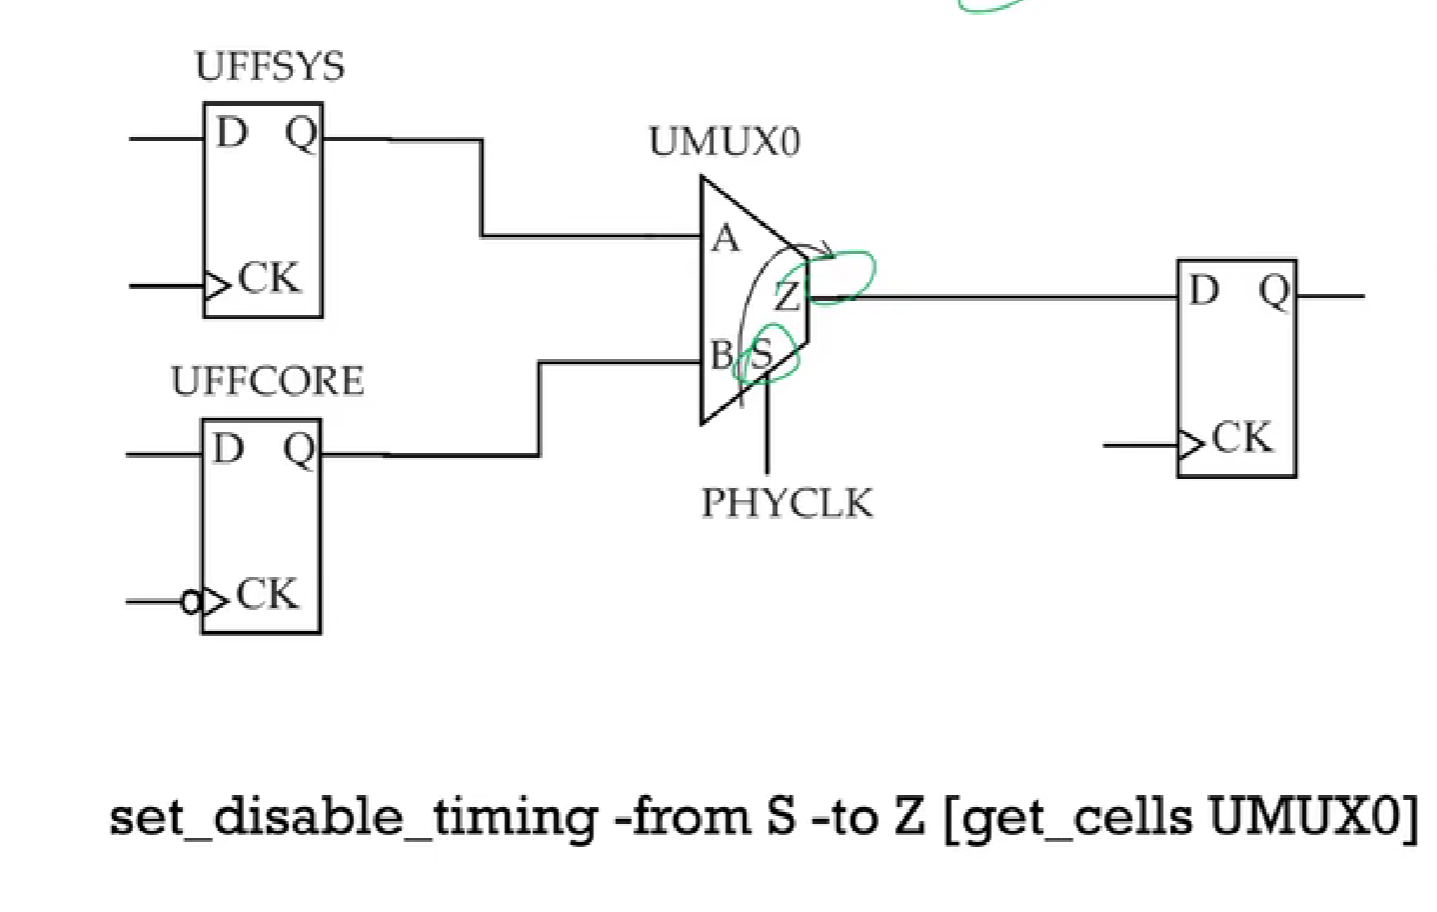 UFFSYS
D Q
UMUX0
CK
A
Z
D Q
B S
UFFCORE
D Q
CK
PHYCLK
CK
set_disable_timing -from S -to Z [get_cells UMUX0]